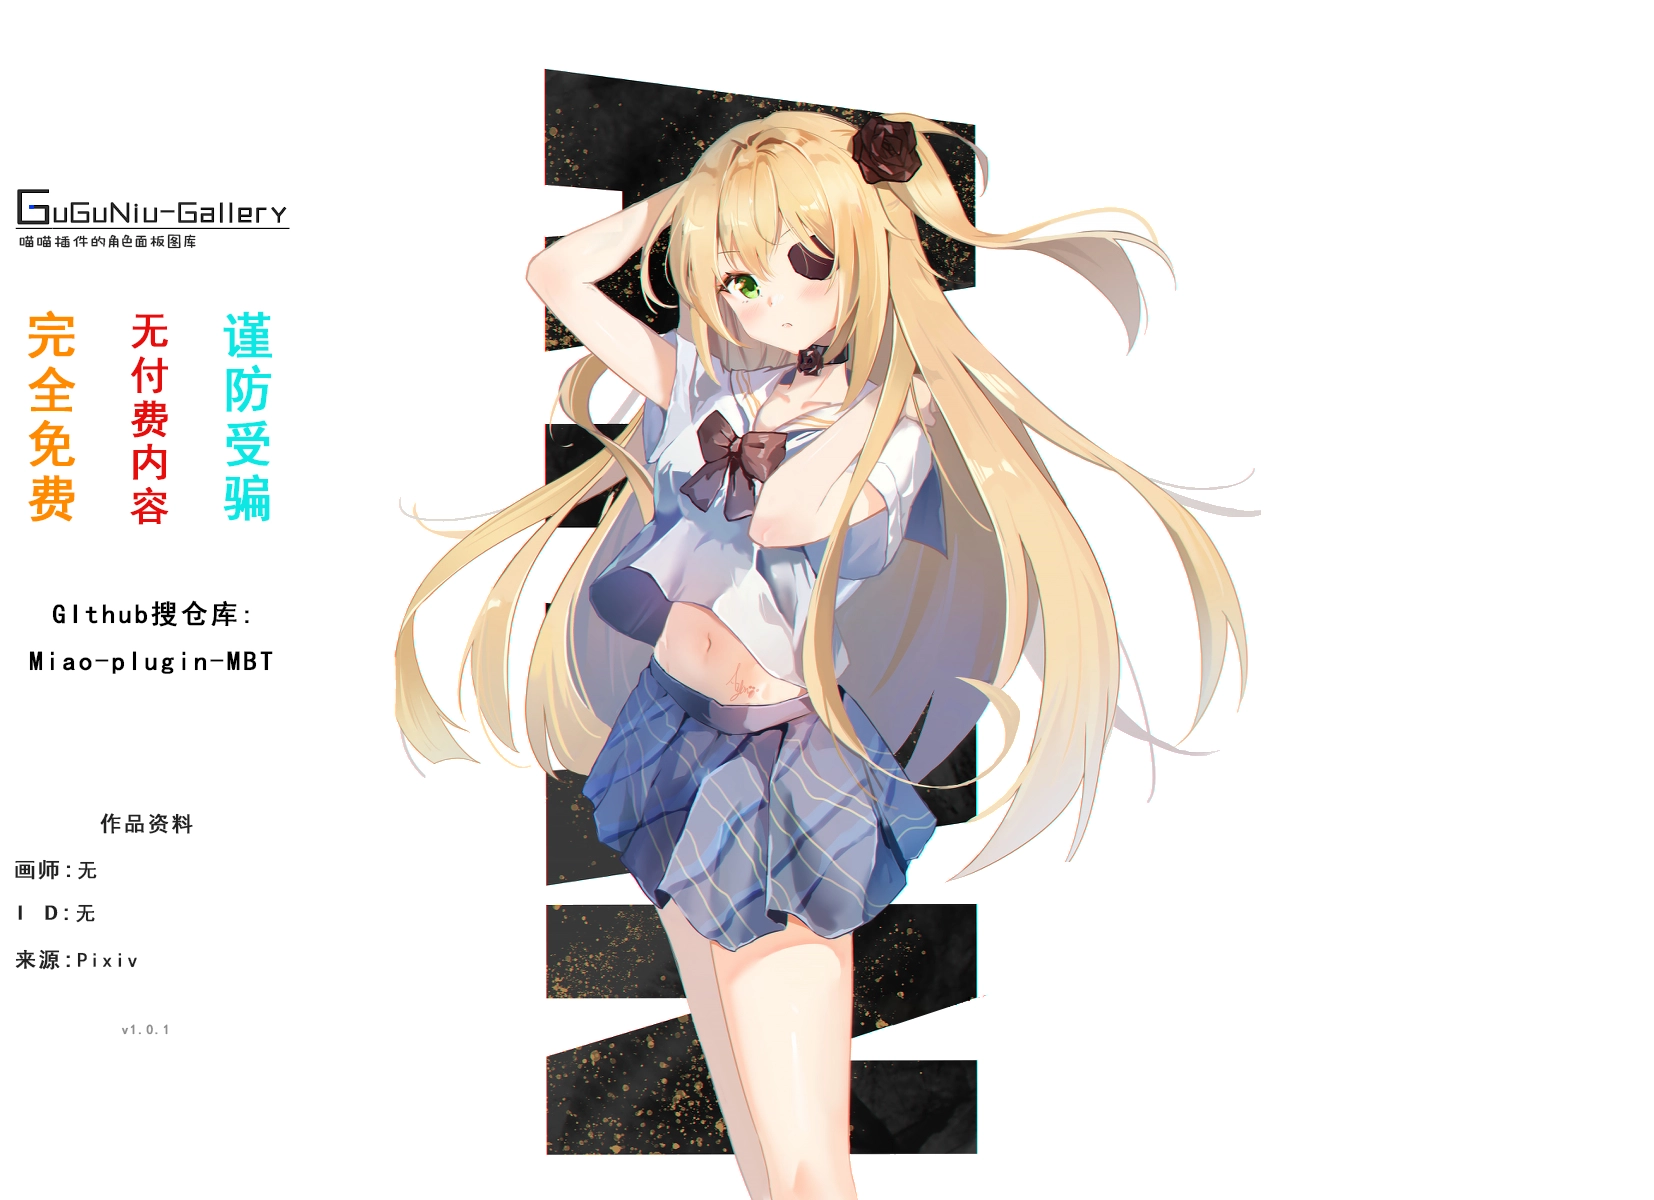 GuGuNiu-Gallery
喵喵插件的角色面板图库
完全免费
无付费内容
谨防受骗
GIthub搜仓库:
Miao-plugin-MBT
作品资料
画师:无
I D:无
来源:Pixiv
v1.0.1